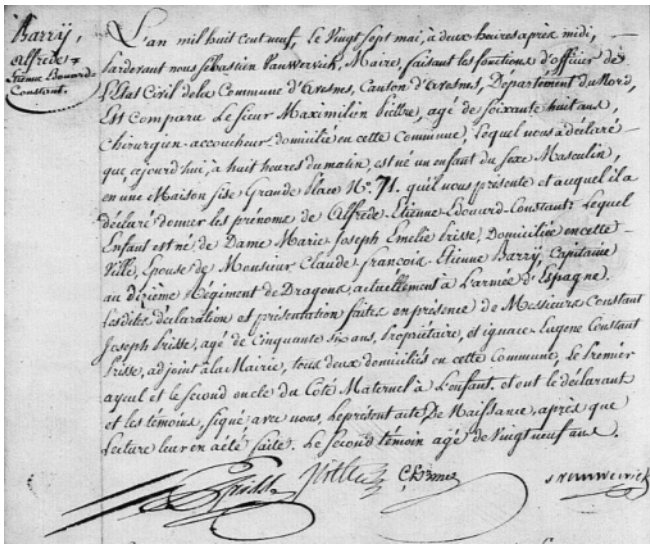 Barry,
Alfrède
Etienne Edouard
Constant.
L'an mil huit cent neuf, Le Vingt Sept mai, à deux heures après midi,
Pardevant nous Sébastien Vanwervick, Maire, faisant les fonctions d'officier de
L'Etat Civil de la Commune d'Avesnes, Canton d'Avesnes, Département du Nord,
Est Comparu Le Sieur Maximilien agé de soixante huit ans,
Chirurgien-accoucheur domicilié en cette Commune, Lequel nous a déclaré
que, ajourd'hui, à huit heures du matin, est né un enfant du Sexe Masculin,
en une Maison sise Grande Place N.º 71. qu'il nous présente et auquel il a
déclaré donner les prénoms de Alfrède-Etienne-Edouard-Constant; Lequel
Enfant est né de Dame Marie Joseph Emelie Prisse, Domiciliée en cette
Ville, Epouse de Monsieur Claude-françois-Etienne Barrÿ, Capitaine
au dixième Régiment de Dragons, actuellement à L'armée d'Espagne.
Lesdites déclaration et présentation faites en présence de Messieurs Constant
Joseph Prisse, agé de Cinquante six ans, Propriétaire, et ignace-Eugene Constant
Prisse, adjoint à la Mairie, tous deux domiciliés en cette Commune, Le Premier
ayeul et le Second oncle du Coté Maternel à L'enfant. et ont le déclarant
et les témoins, signé avec nous, Le présent acte De Naissance, après que
Lecture leur en a été faite. Le Second témoin agé de vingt neuf ans.
Prisse